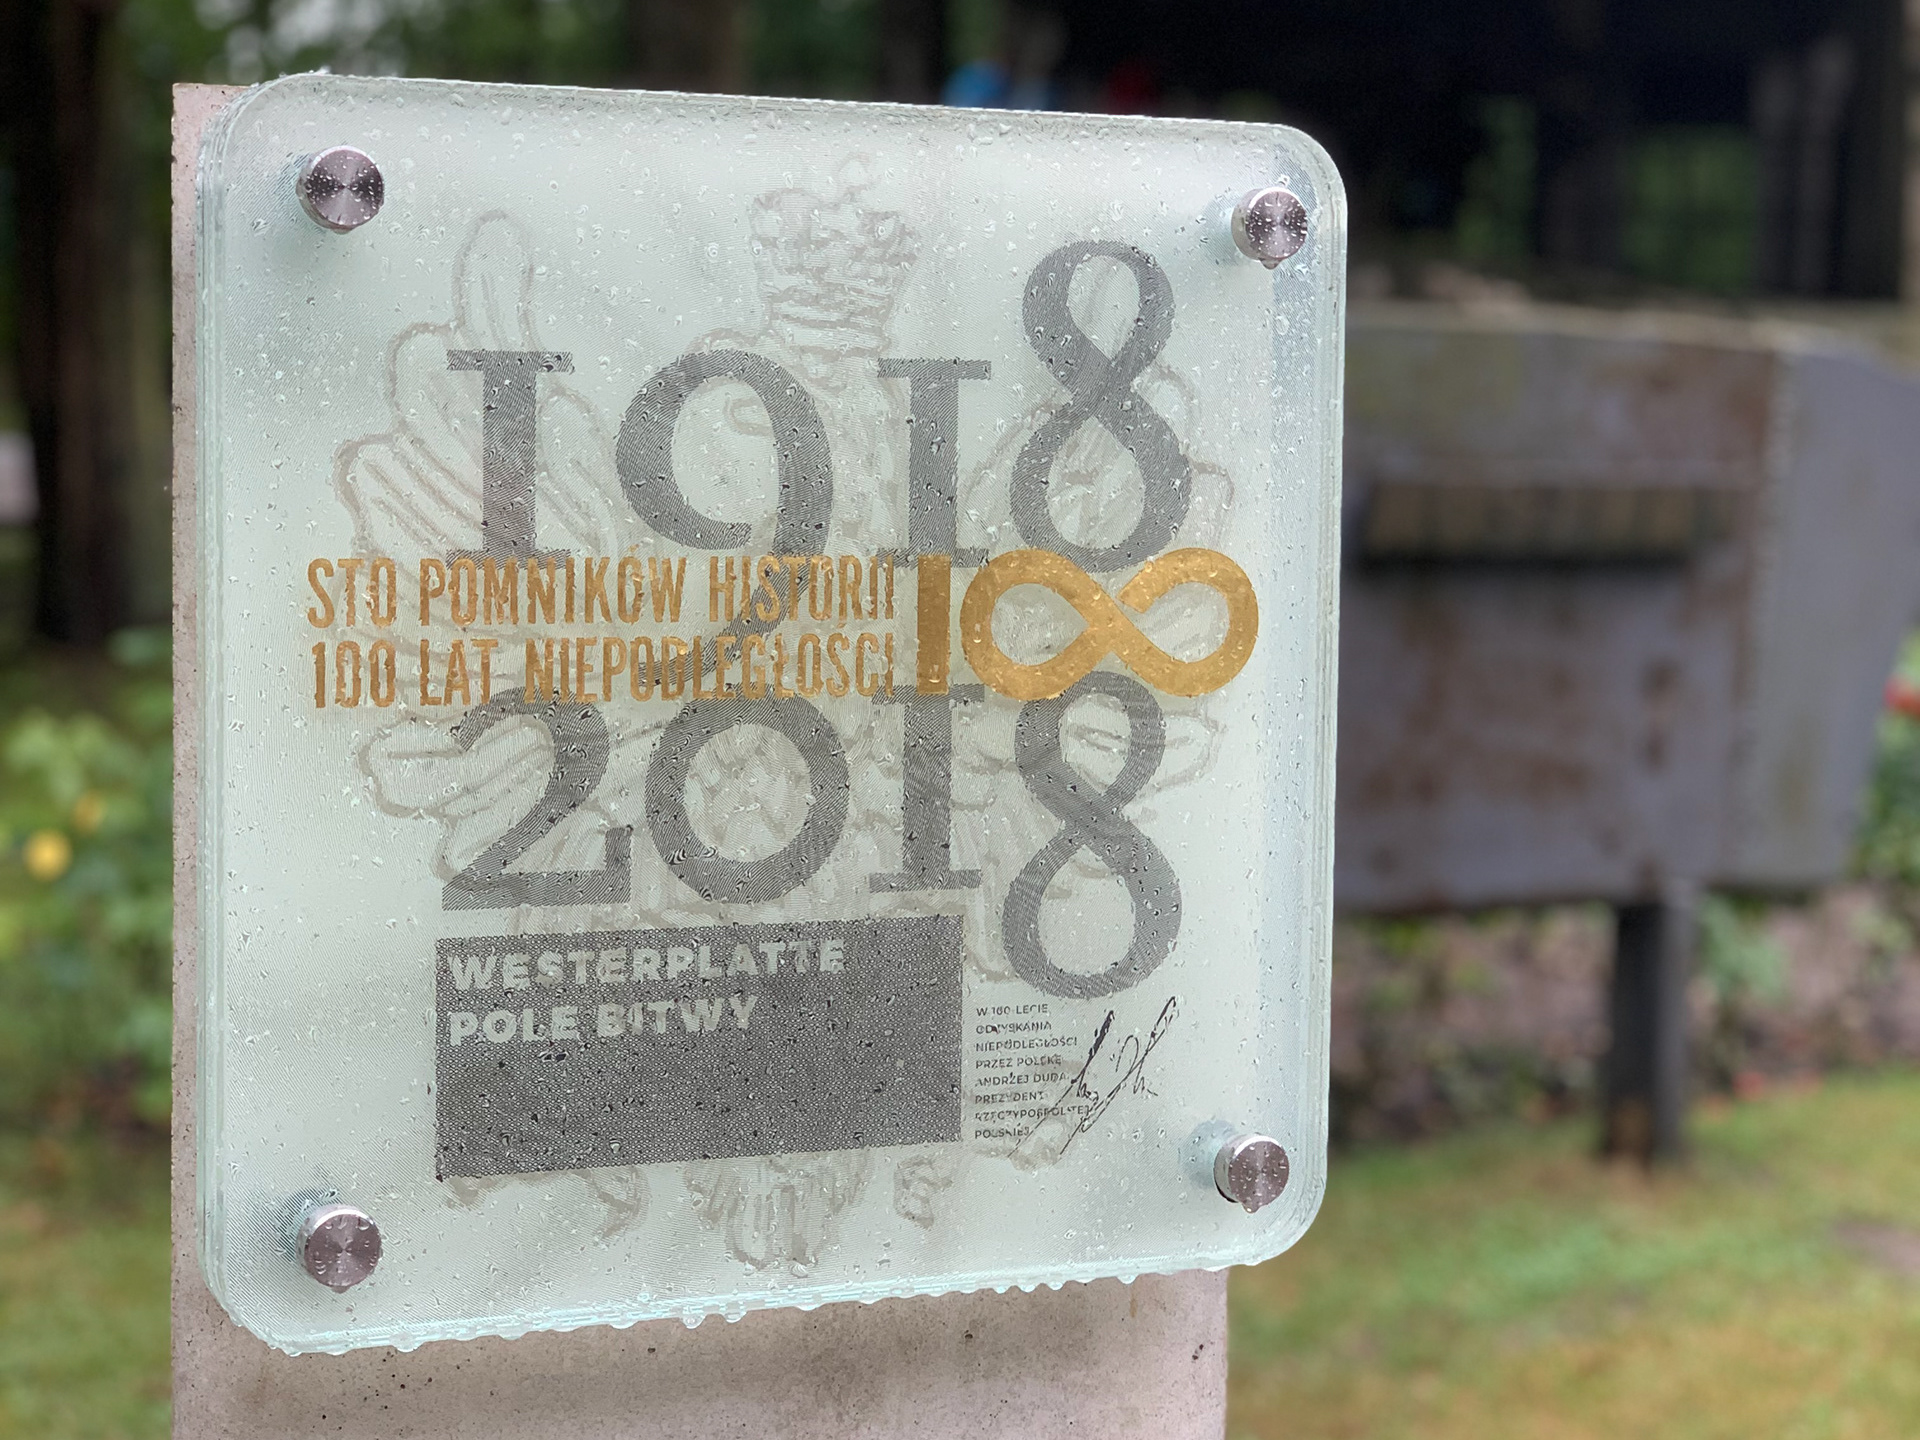 1918
STO POMNIKÓW HISTORII
100 LAT NIEPODLEGŁOŚCI
100
2018
WESTERPLATTE
POLE BITWY
W 100-LECIE
ODZYSKANIA
NIEPODLEGŁOŚCI
PRZEZ POLSKĘ
ANDRZEJ DUDA
PREZYDENT
RZECZYPOSPOLITEJ
POLSKIEJ